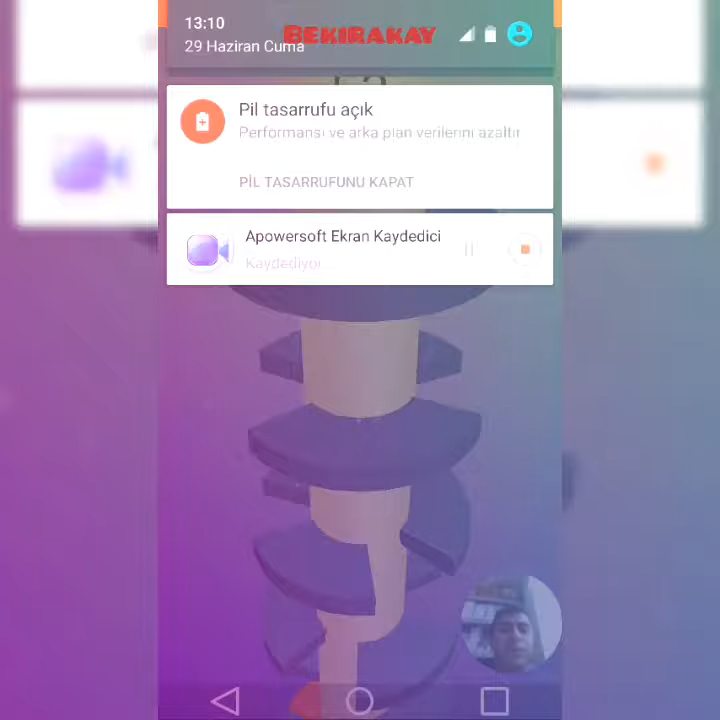 13:10
BEKIRAKAY
29 Haziran Cuma
Pil tasarrufu açık
Performansı ve arka plan verilerini azaltır
PİL TASARRUFUNU KAPAT
Apowersoft Ekran Kaydedici
Kaydediyor